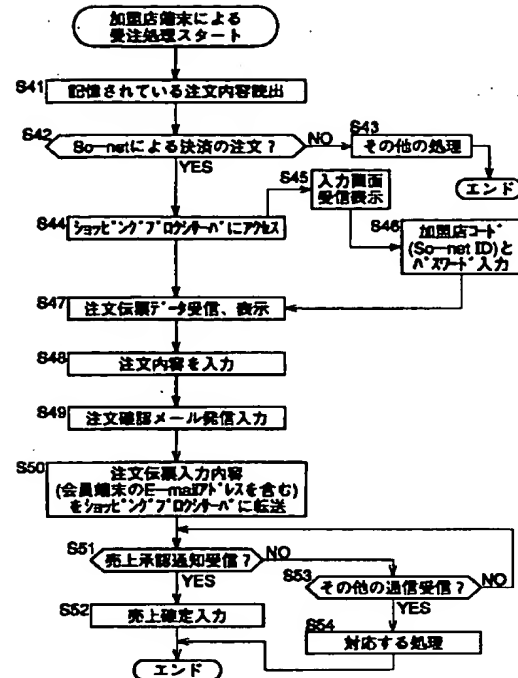 加盟店端末による
受注処理スタート
S41
記憶されている注文内容読出
S42
So-netによる決済の注文?
NO
YES
S43
その他の処理
エンド
S44
ショッピングプロクシサーバにアクセス
S45
入力画面
受信表示
S46
加盟店コード
(So-net ID)と
パスワード入力
S47
注文伝票データ受信、表示
S48
注文内容を入力
S49
注文確認メール発信入力
S50
注文伝票入力内容
(会員端末のE-mailアドレスを含む)
をショッピングプロクシサーバに転送
S51
売上承認通知受信?
NO
YES
S52
売上確定入力
S53
その他の通信受信?
NO
YES
S54
対応する処理
エンド